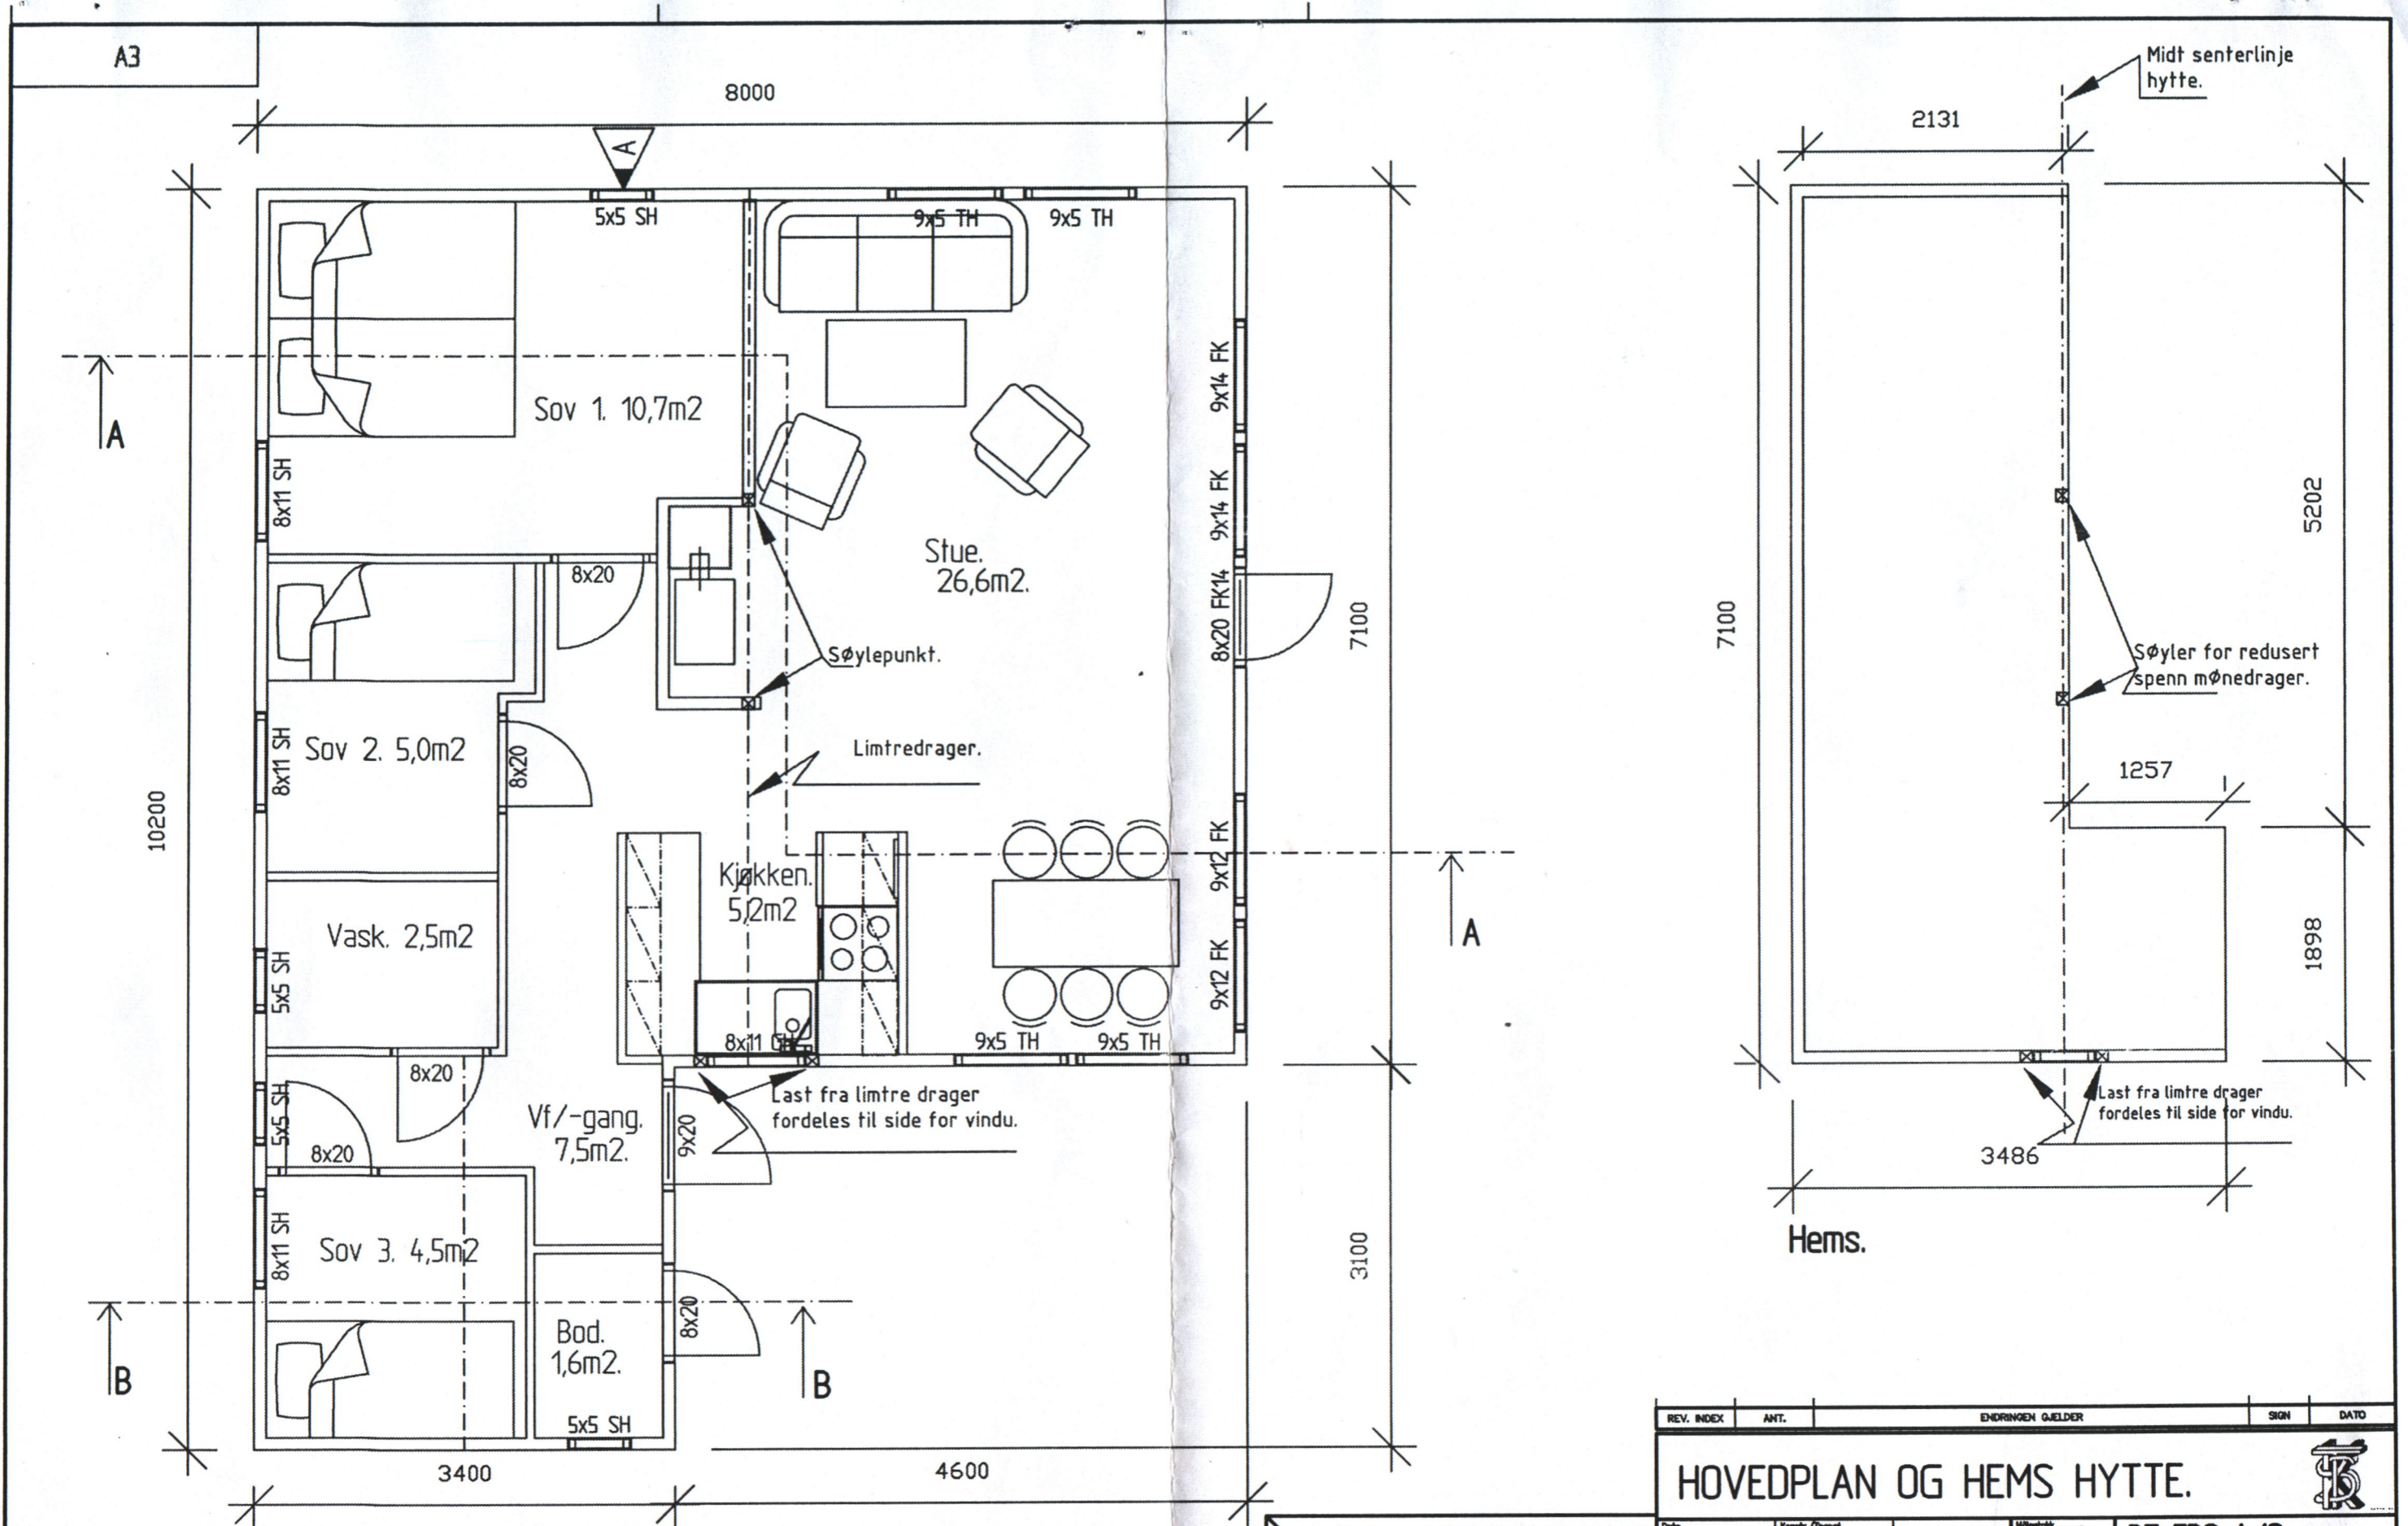 A3
8000
Midt senterlinje
hytte.
2131
A
5x5 SH
9x5 TH
9x5 TH
9x14 FK
A
Sov 1. 10,7m2
8x11 SH
9x14 FK
5202
Stue.
26,6m2.
8x20
8x20 FK14
7100
7100
Søylepunkt.
Søyler for redusert
spenn mønedrager.
Sov 2. 5,0m2
8x11 SH
8x20
Limtredrager.
1257
10200
9x12 FK
Kjøkken.
5,2m2
Vask. 2,5m2
A
1898
5x5 SH
9x12 FK
8x11
9x5 TH
9x5 TH
8x20
5x5 SH
Last fra limtre drager
fordeles til side for vindu.
Last fra limtre drager
fordeles til side for vindu.
Vf/-gang.
7,5m2.
9x20
8x20
3486
Sov 3. 4,5m2
8x11 SH
3100
Hems.
8x20
Bod.
1,6m2.
B
B
5x5 SH
3400
4600
REV. INDEX ANT. ENDRINGEN GJELDER SIGN DATO
HOVEDPLAN OG HEMS HYTTE.